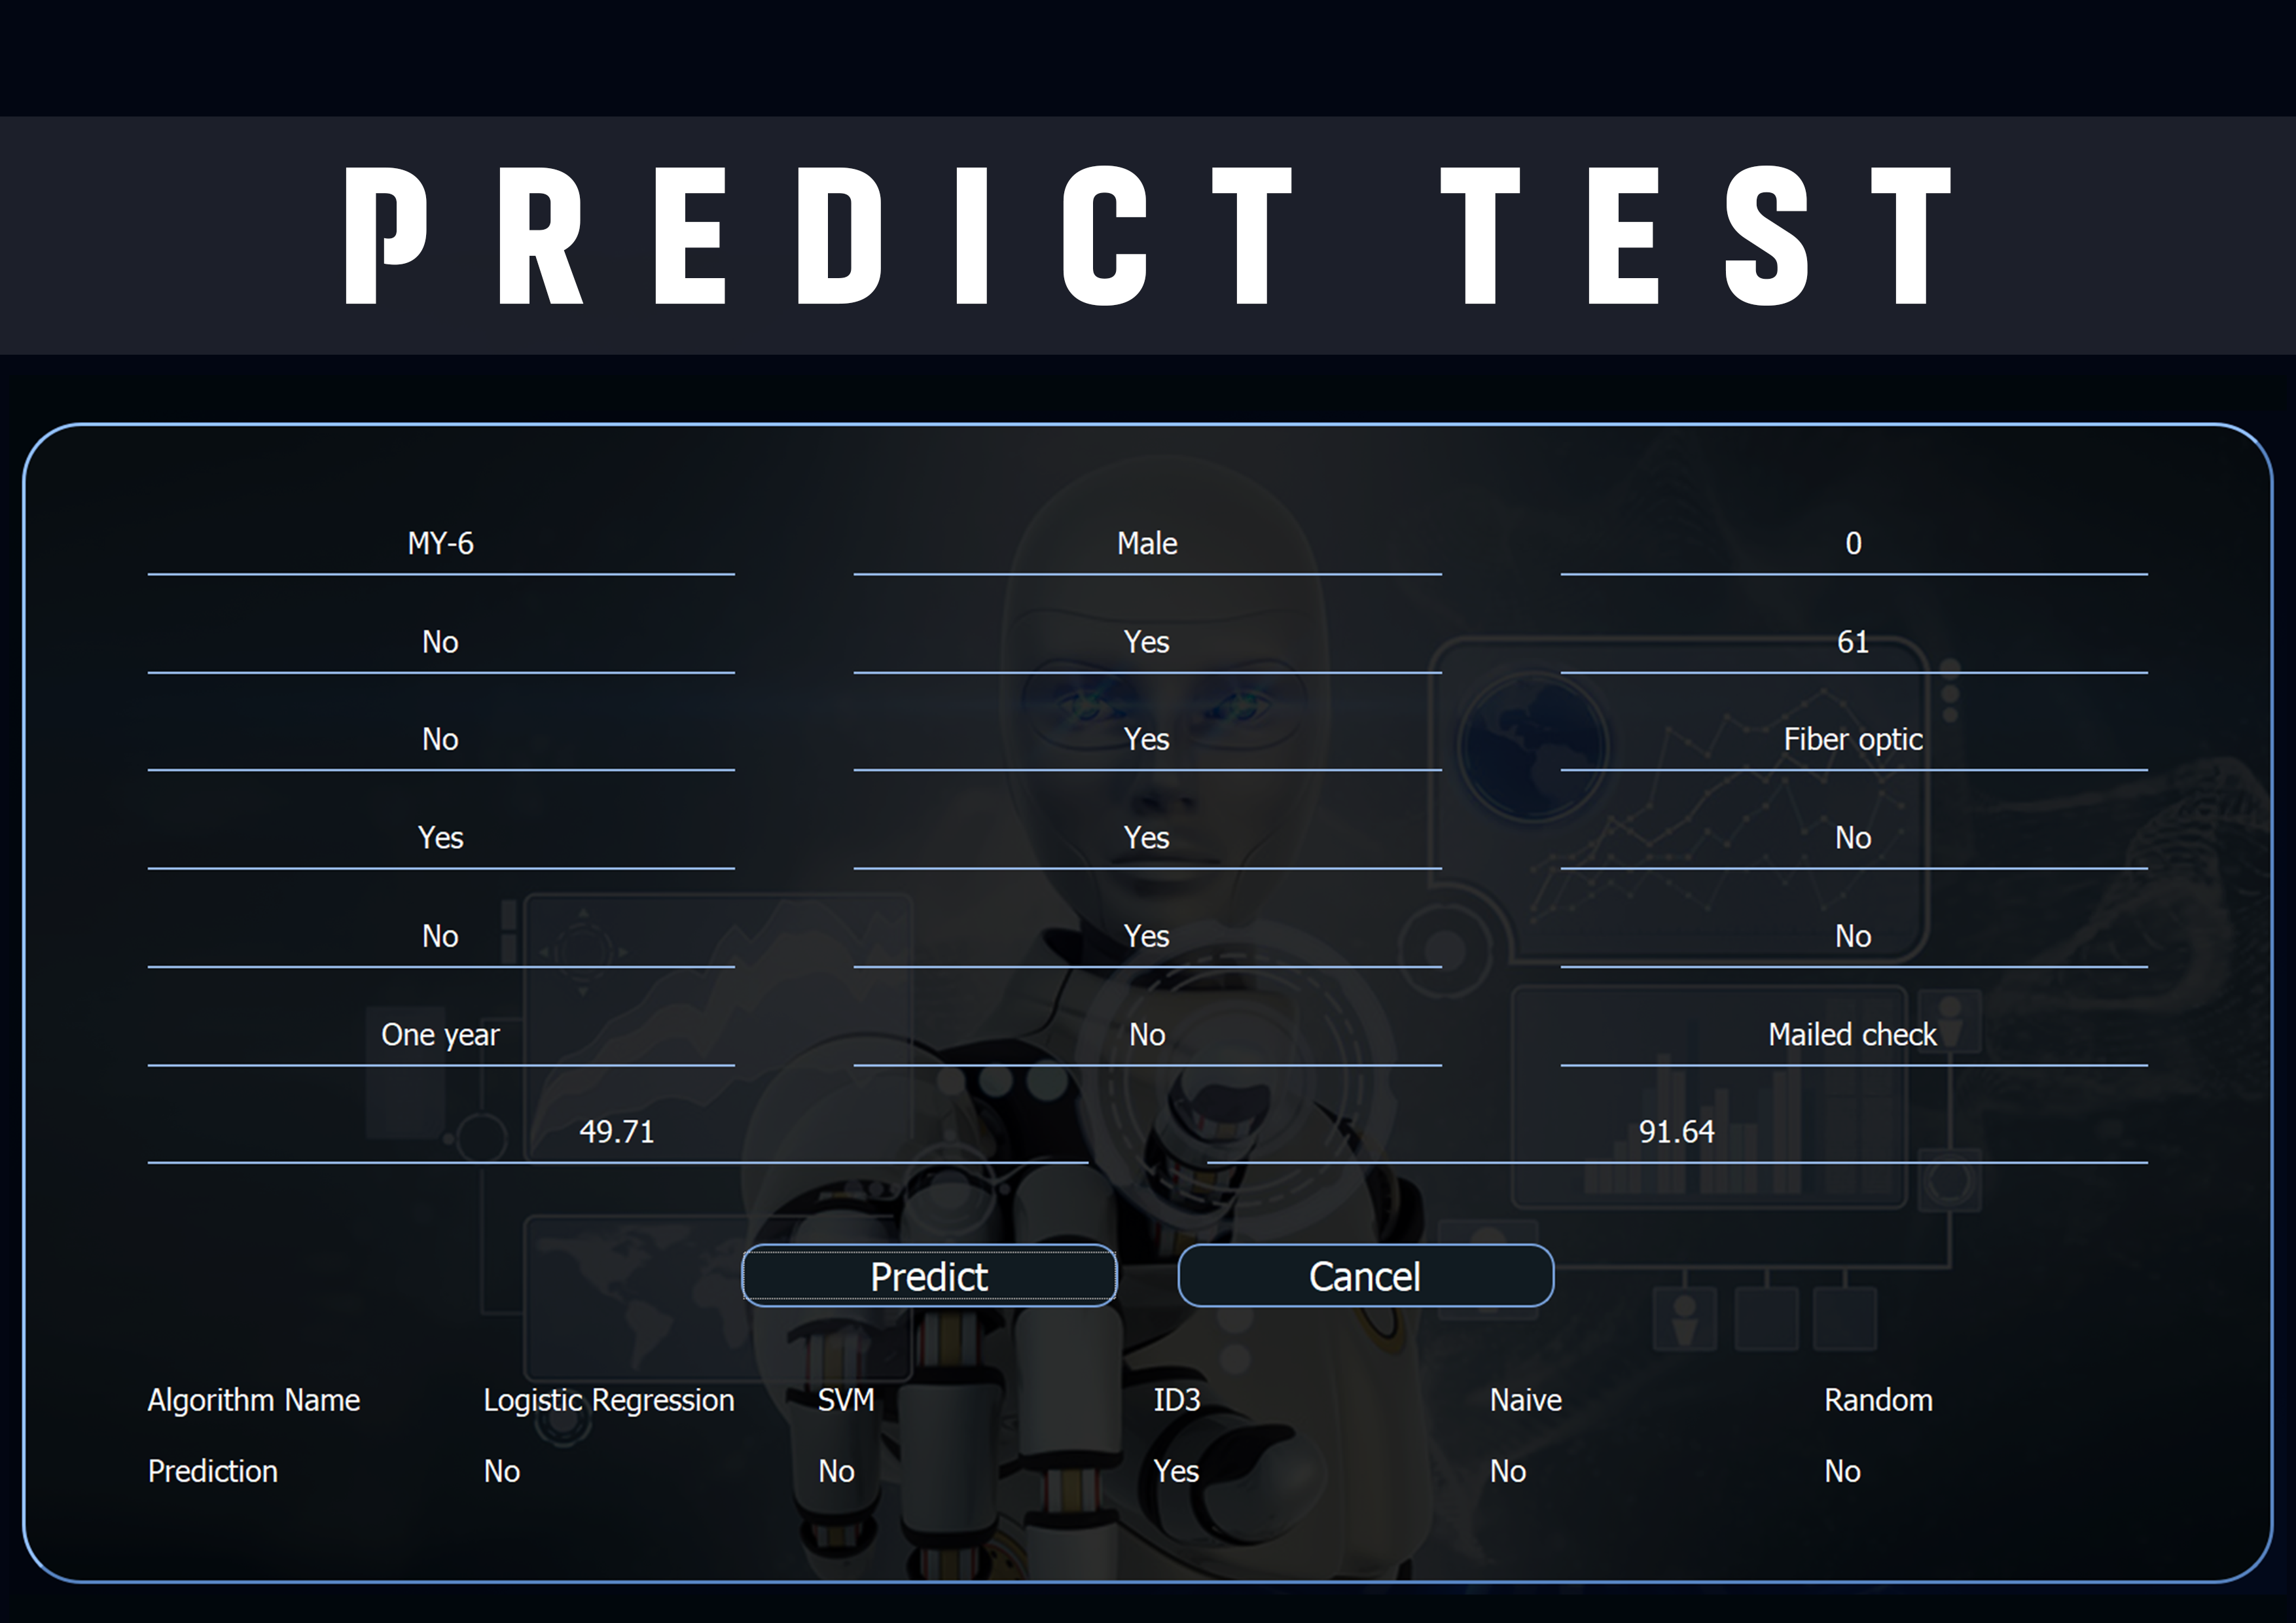 PREDICT TEST
MY-6 Male 0
No Yes 61
No Yes Fiber optic
Yes Yes No
No Yes No
One year No Mailed check
49.71 91.64
Predict Cancel
Algorithm Name Logistic Regression SVM ID3 Naive Random
Prediction No No Yes No No